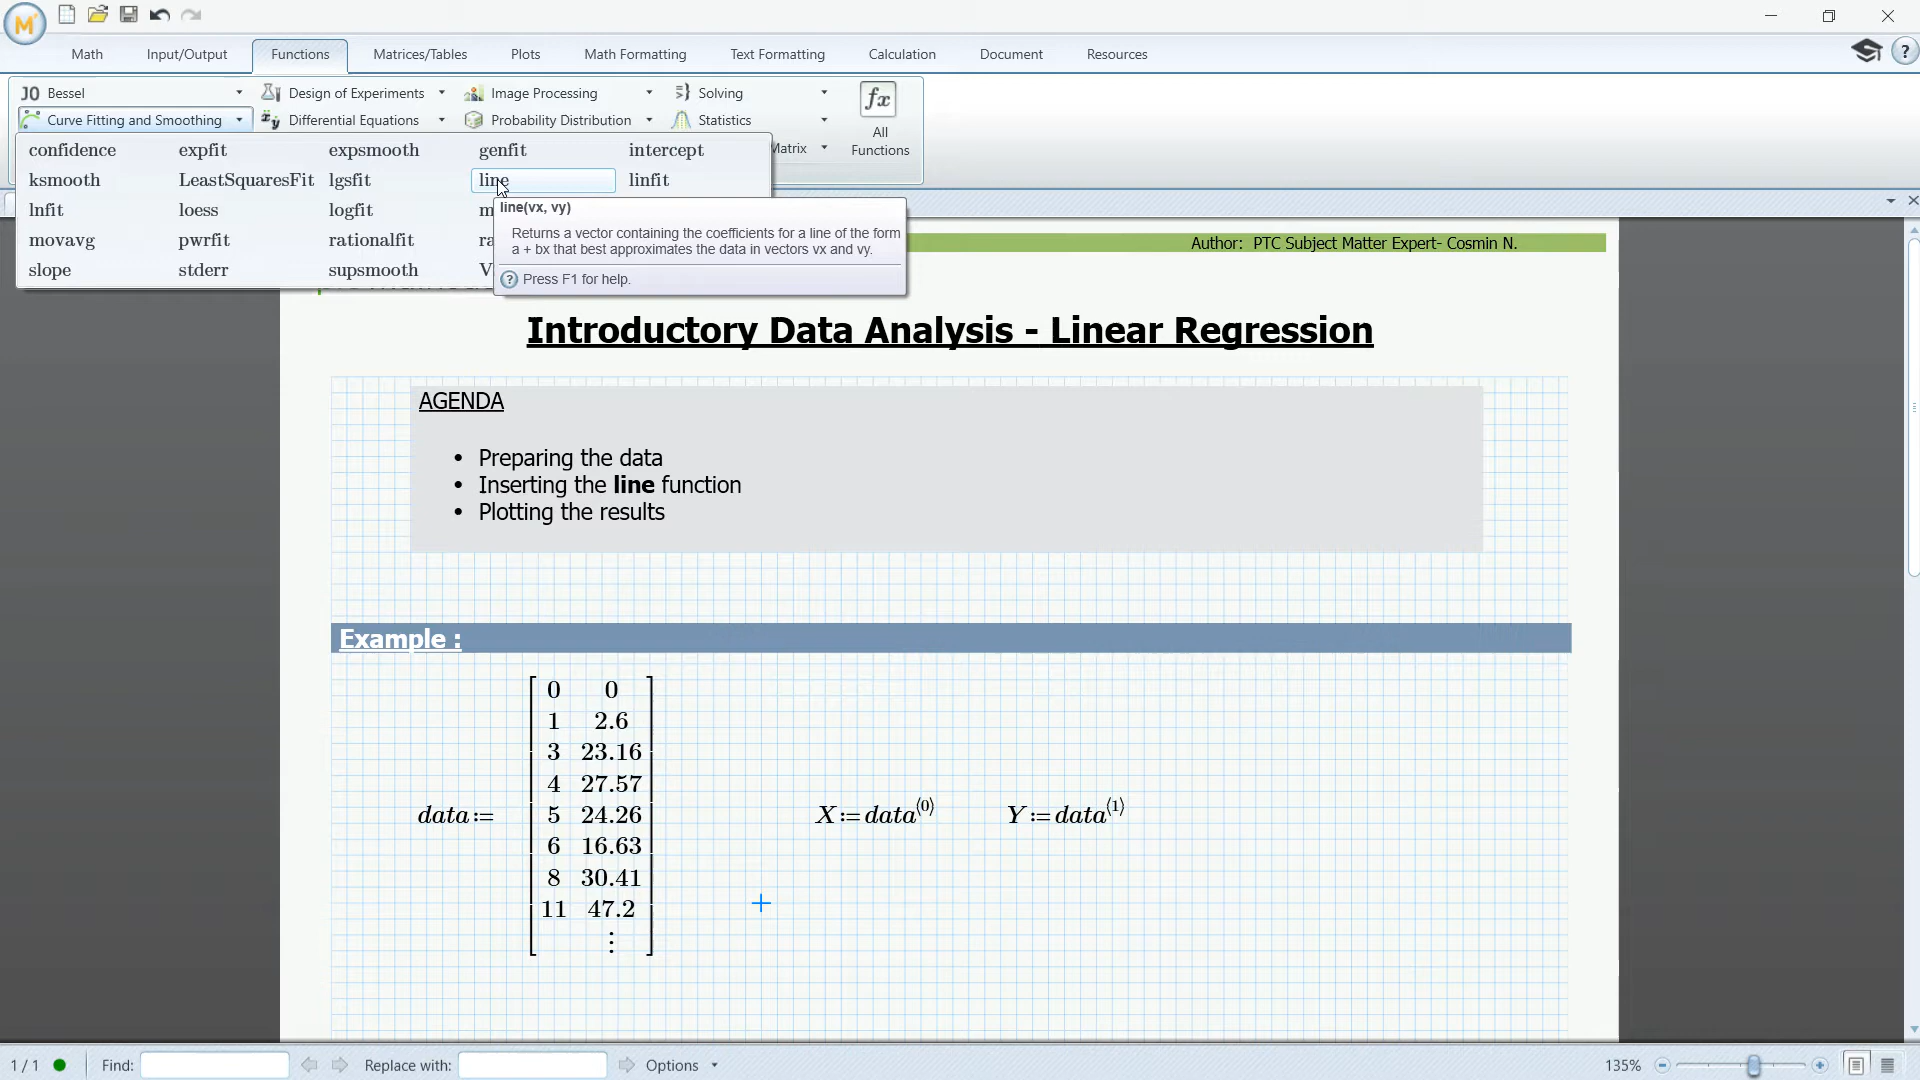 M
Math Input/Output Functions Matrices/Tables Plots Math Formatting Text Formatting Calculation Document Resources ?
J0 Bessel Design of Experiments Image Processing Solving fx
Curve Fitting and Smoothing Differential Equations Probability Distribution Statistics All
Matrix Functions
confidence expfit expsmooth genfit intercept
ksmooth LeastSquaresFit lgsfit line linfit
lnfit loess logfit
movavg pwrfit rationalfit
slope stderr supsmooth
line(vx, vy)
Returns a vector containing the coefficients for a line of the form
a + bx that best approximates the data in vectors vx and vy.
? Press F1 for help.
Author: PTC Subject Matter Expert- Cosmin N.
Introductory Data Analysis - Linear Regression
AGENDA
• Preparing the data
• Inserting the line function
• Plotting the results
Example :
0 0
1 2.6
3 23.16
4 27.57
data:= 5 24.26 X:=data⟨0⟩ Y:=data⟨1⟩
6 16.63
8 30.41
11 47.2
⋮
1 / 1 Find: Replace with: Options 135%